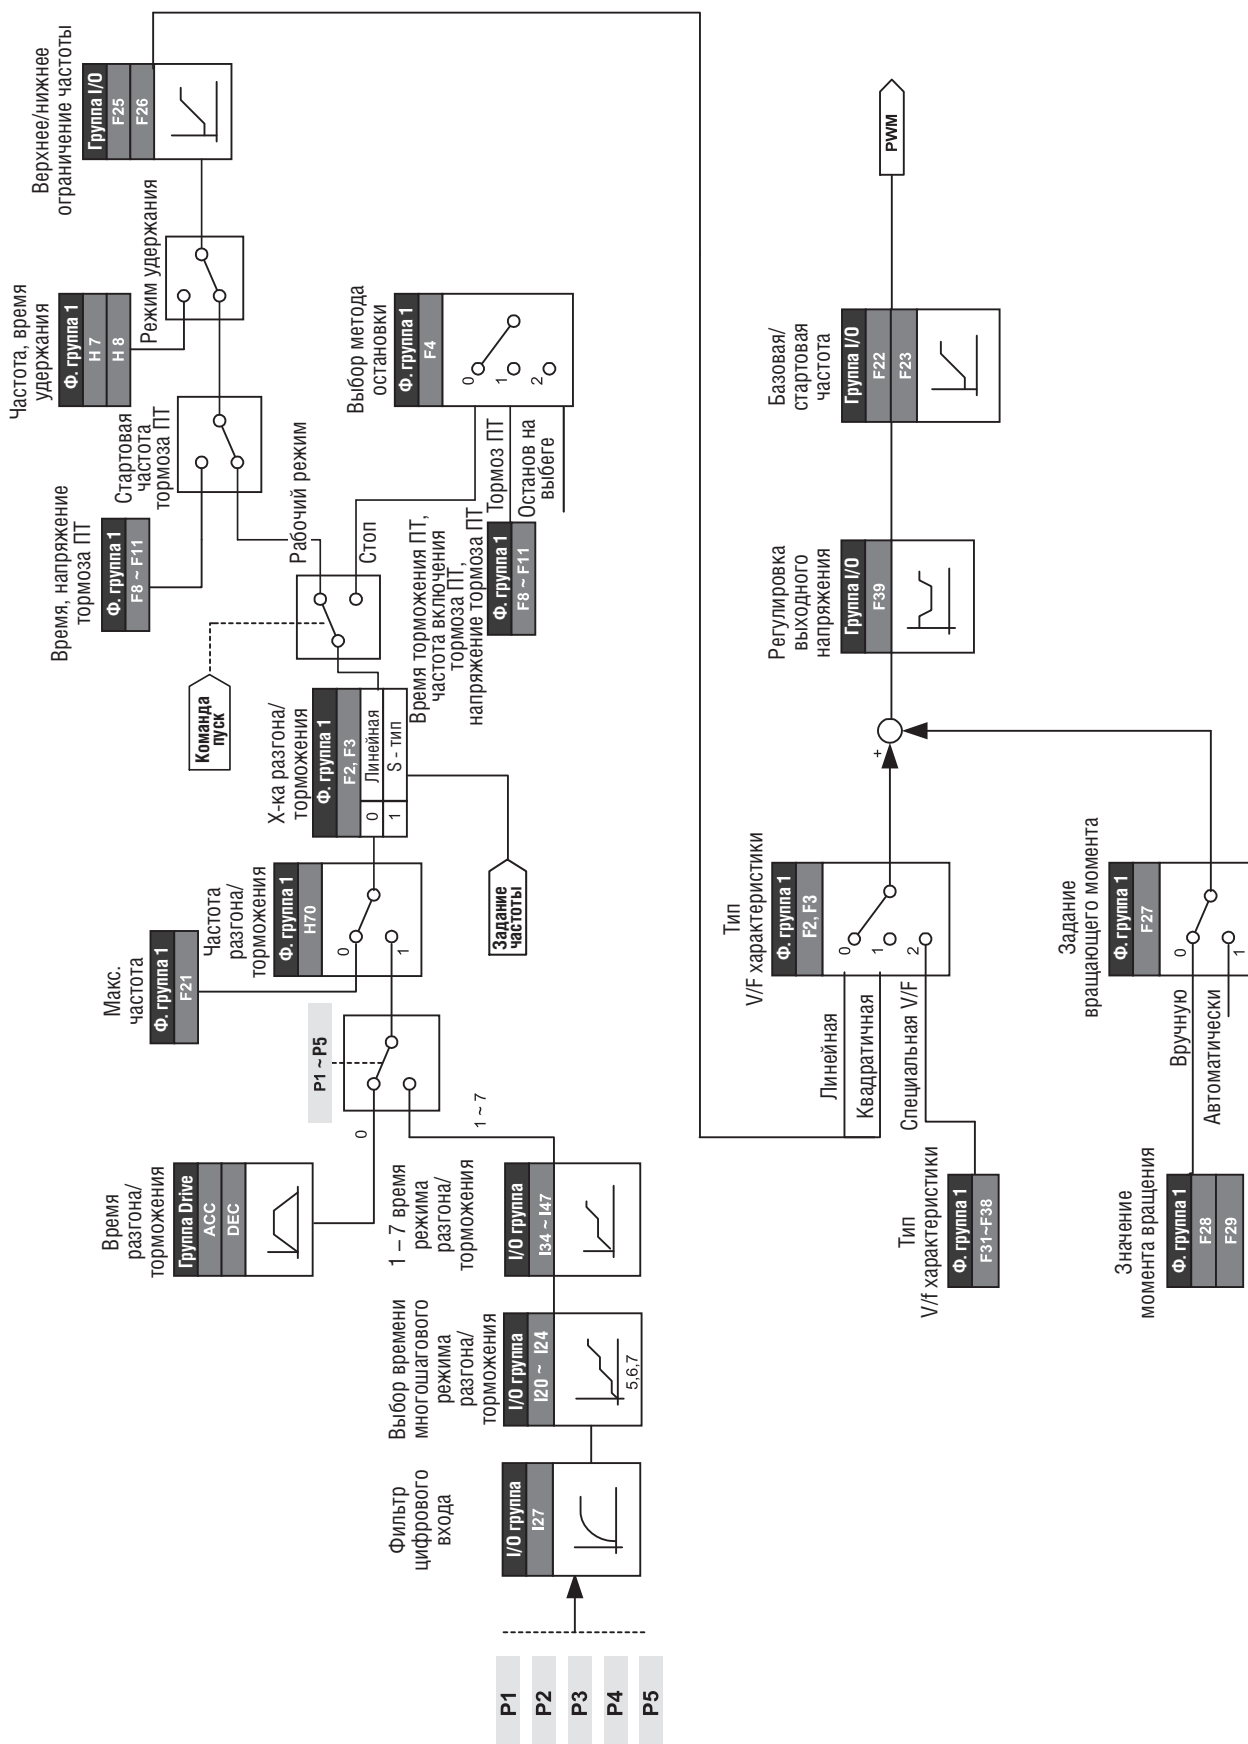 P1
P2
P3
P4
P5
Фильтр
цифрового
входа
I/O группа
I27
Выбор времени
многошагового
режима
разгона/
торможения
I/O группа
I20 ~ I24
5,6,7
1 – 7 время
режима
разгона/
торможения
I/O группа
I34 ~ I47
Время
разгона/
торможения
Группа Drive
ACC
DEC
0
1 ~ 7
P1 ~ P5
Макс.
частота
Ф. группа 1
F21
Частота
разгона/
торможения
Ф. группа 1
H70
0
1
Х-ка разгона/
торможения
Ф. группа 1
F2, F3
0 Линейная
1 S - тип
Задание
частоты
Команда
пуск
Рабочий режим
Стоп
Время, напряжение
тормоза ПТ
Ф. группа 1
F8 ~ F11
Стартовая
частота
тормоза ПТ
Частота, время
удержания
Ф. группа 1
H 7
H 8
Режим удержания
Верхнее/нижнее
ограничение частоты
Группа I/O
F25
F26
Время торможения ПТ,
частота включения
тормоза ПТ,
напряжение тормоза ПТ
Ф. группа 1
F8 ~ F11
Тормоз ПТ
Останов на
выбеге
Выбор метода
остановки
Ф. группа 1
F4
0
1
2
Тип
V/F характеристики
Ф. группа 1
F2, F3
0
1
2
Линейная
Квадратичная
Специальная V/F
Тип
V/f характеристики
Ф. группа 1
F31~F38
+
Регулировка
выходного
напряжения
Группа I/O
F39
Базовая/
стартовая
частота
Группа I/O
F22
F23
PWM
Значение
момента вращения
Ф. группа 1
F28
F29
Вручную
Автоматически
Задание
вращающего момента
Ф. группа 1
F27
0
1